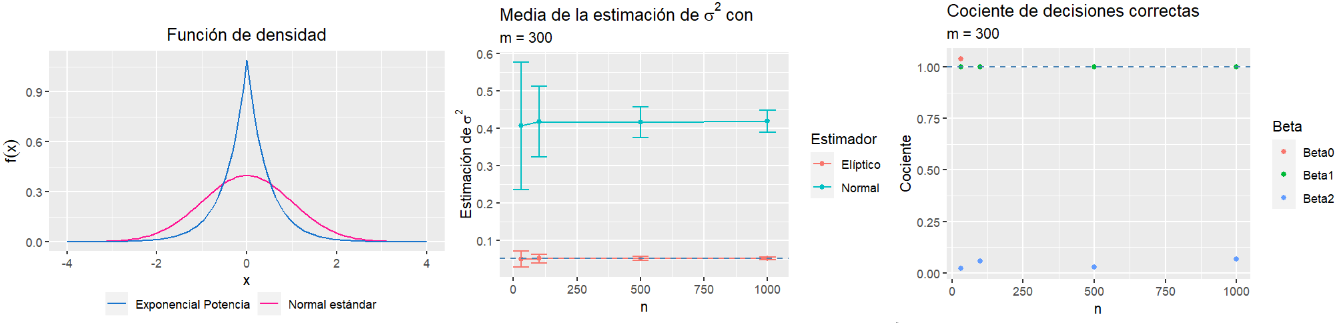 Función de densidad
f(x)
0.9
0.6
0.3
0.0
-4
-2
0
2
4
x
Exponencial Potencia
Normal estándar
Media de la estimación de σ² con
m = 300
Estimación de σ²
0.6
0.5
0.4
0.3
0.2
0.1
0
250
500
750
1000
n
Estimador
Elíptico
Normal
Cociente de decisiones correctas
m = 300
Cociente
1.00
0.75
0.50
0.25
0.00
0
250
500
750
1000
n
Beta
Beta0
Beta1
Beta2